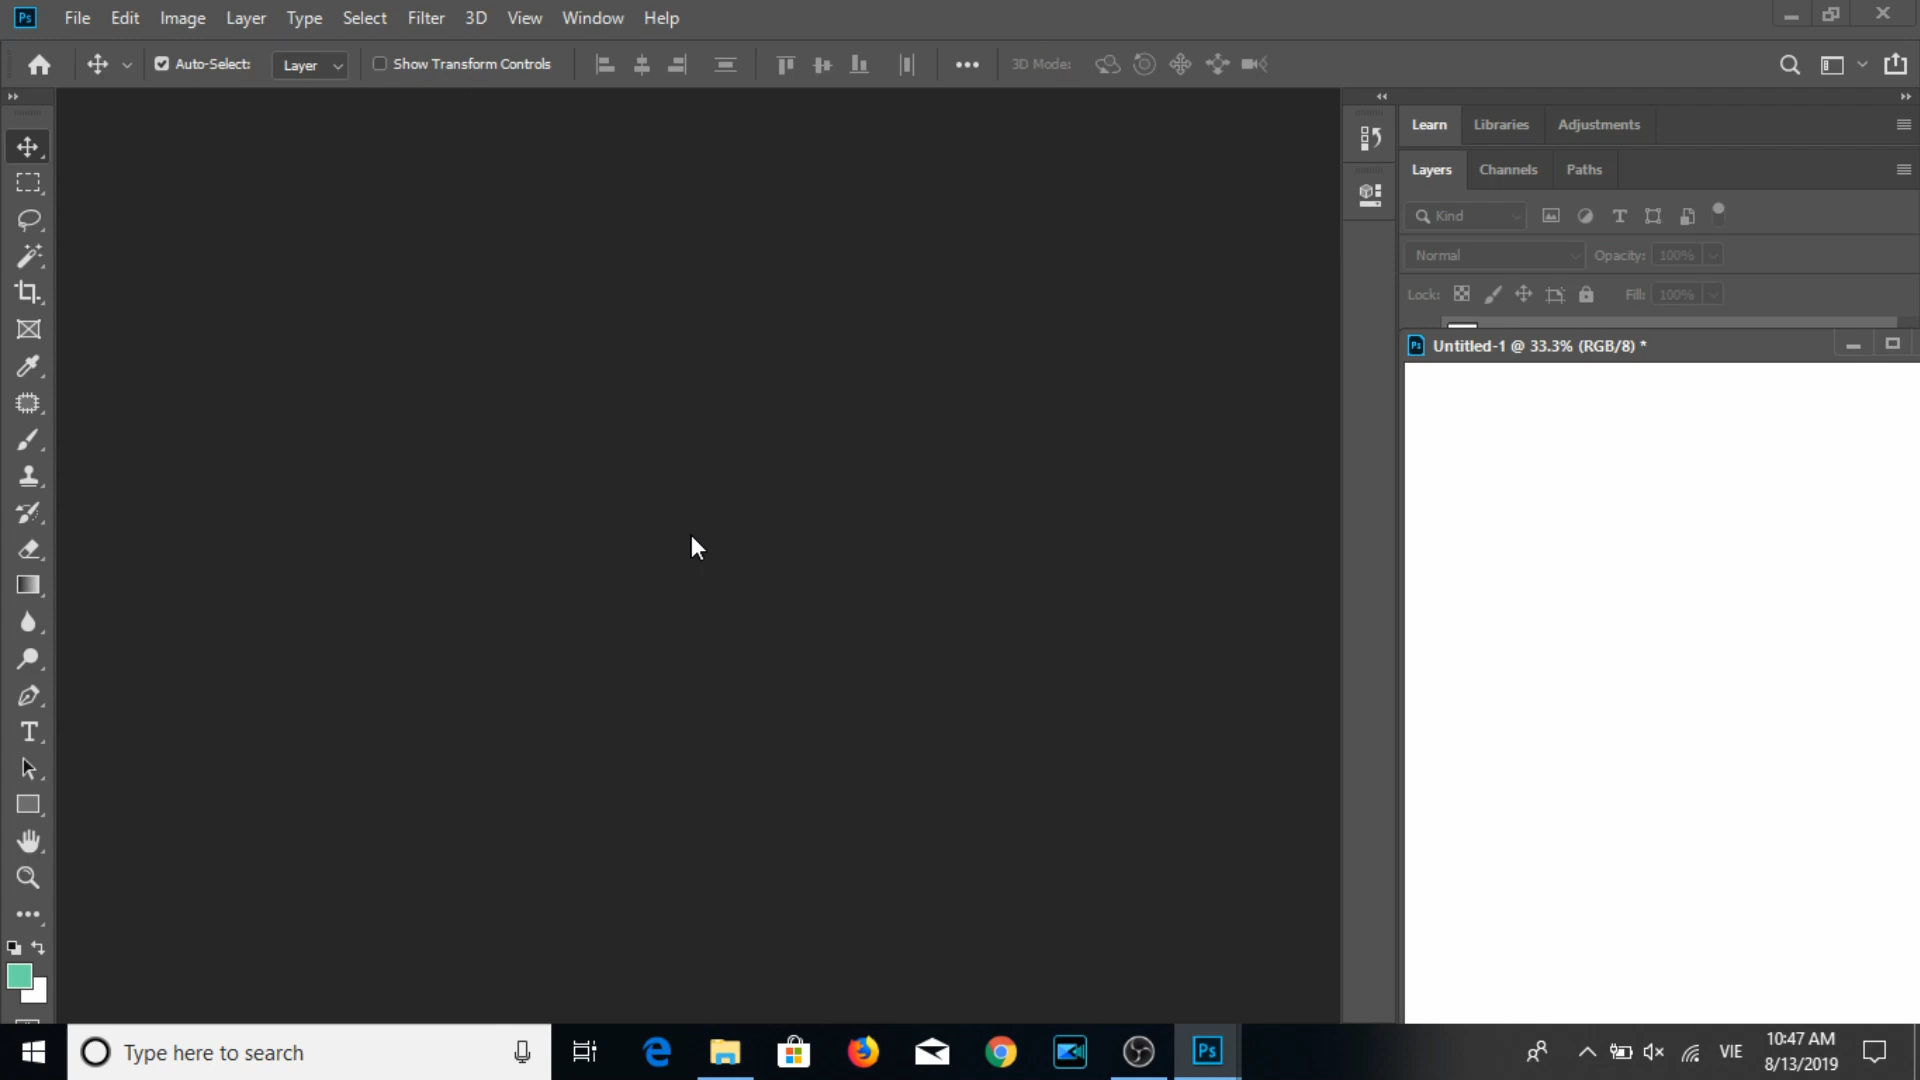 Ps File Edit Image Layer Type Select Filter 3D View Window Help
Auto-Select: Layer Show Transform Controls 3D Mode:
Learn Libraries Adjustments
Layers Channels Paths
Kind
Normal Opacity: 100%
Lock: Fill: 100%
Ps Untitled-1 @ 33.3% (RGB/8) *
T
Type here to search
Ps
VIE
10:47 AM
8/13/2019